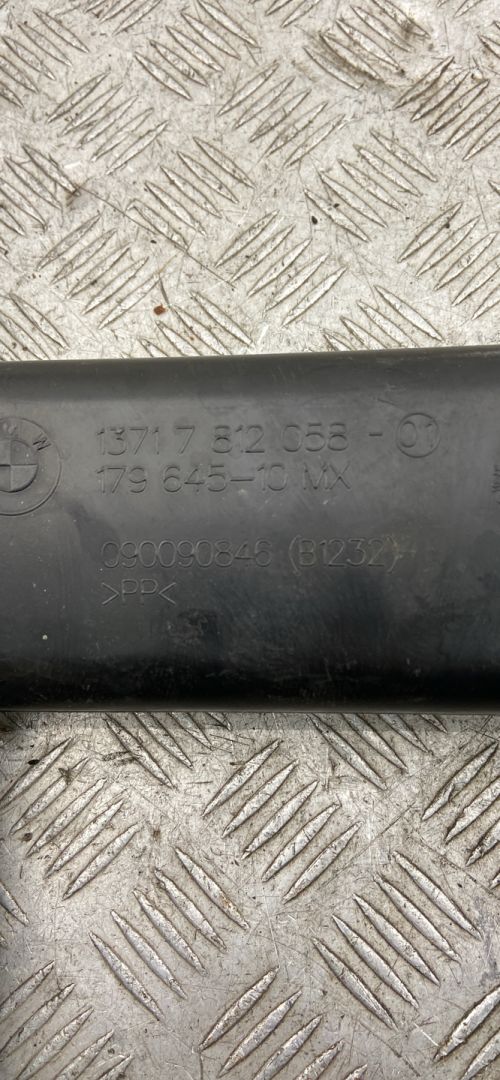 1371 7 812 058 - 01
179 645-10 MX
090090846 (B1232)
>PP<